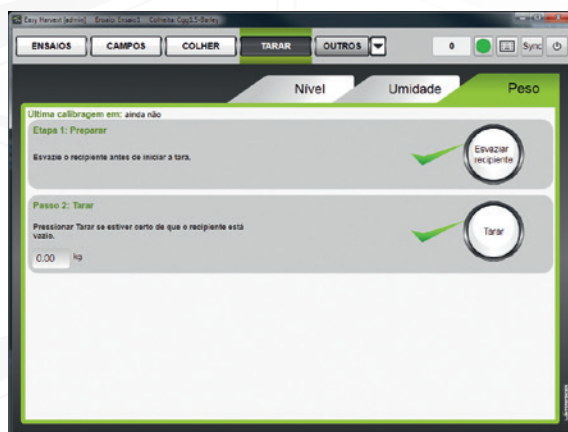 Easy Harvest [admin] Ensaio: Ensaio1 Colheita: Cgg15-Barley
ENSAIOS COLHER CAMPOS TARAR OUTROS 0 Sync
Nível Umidade Peso
Última calibragem em: ainda não
Etapa 1: Preparar
Esvazie o recipiente antes de iniciar a tara.
Esvaziar
recipiente
Passo 2: Tarar
Pressionar Tarar se estiver certo de que o recipiente está
vazio.
Tarar
0.00 kg